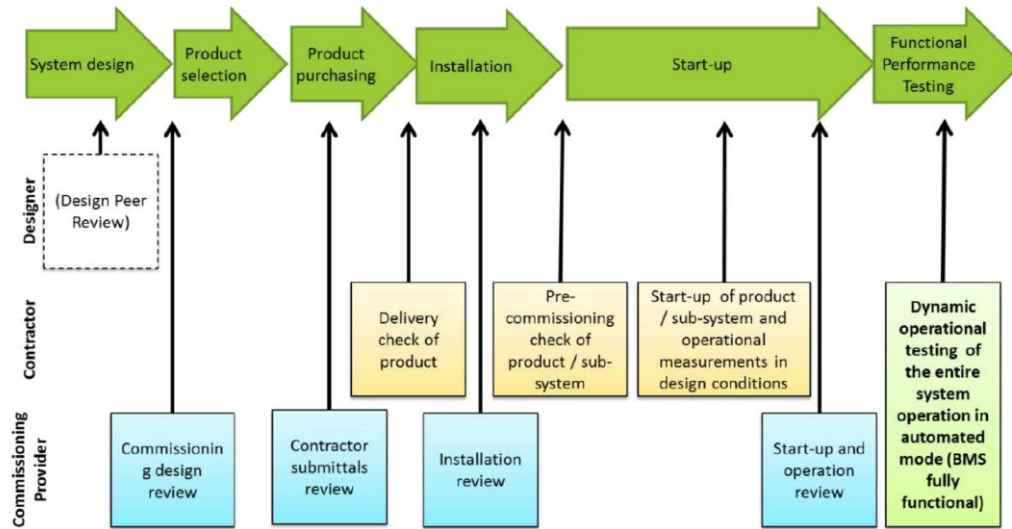 System design
Product
selection
Product
purchasing
Installation
Start-up
Functional
Performance
Testing
Designer
(Design Peer
Review)
Contractor
Delivery
check of
product
Pre-
commissioning
check of
product / sub-
system
Start-up of product
/ sub-system and
operational
measurements in
design conditions
Dynamic
operational
testing of
the entire
system
operation in
automated
mode (BMS
fully
functional)
Commissioning
Provider
Commissionin
g design
review
Contractor
submittals
review
Installation
review
Start-up and
operation review